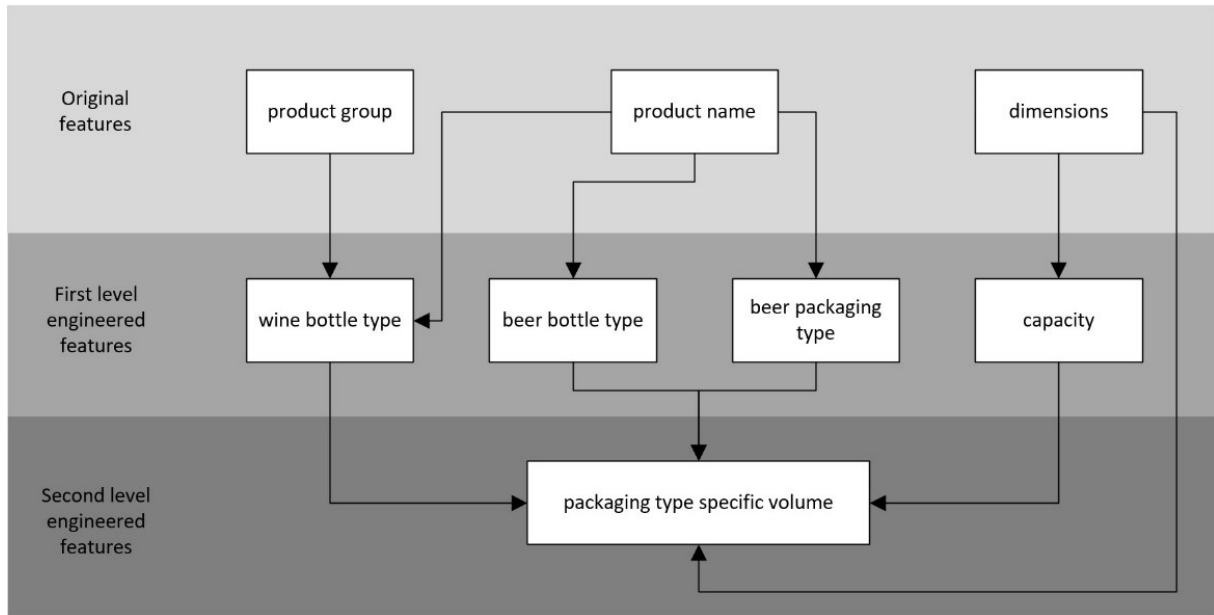 Original
features
product group
product name
dimensions
First level
engineered
features
wine bottle type
beer bottle type
beer packaging
type
capacity
Second level
engineered
features
packaging type specific volume